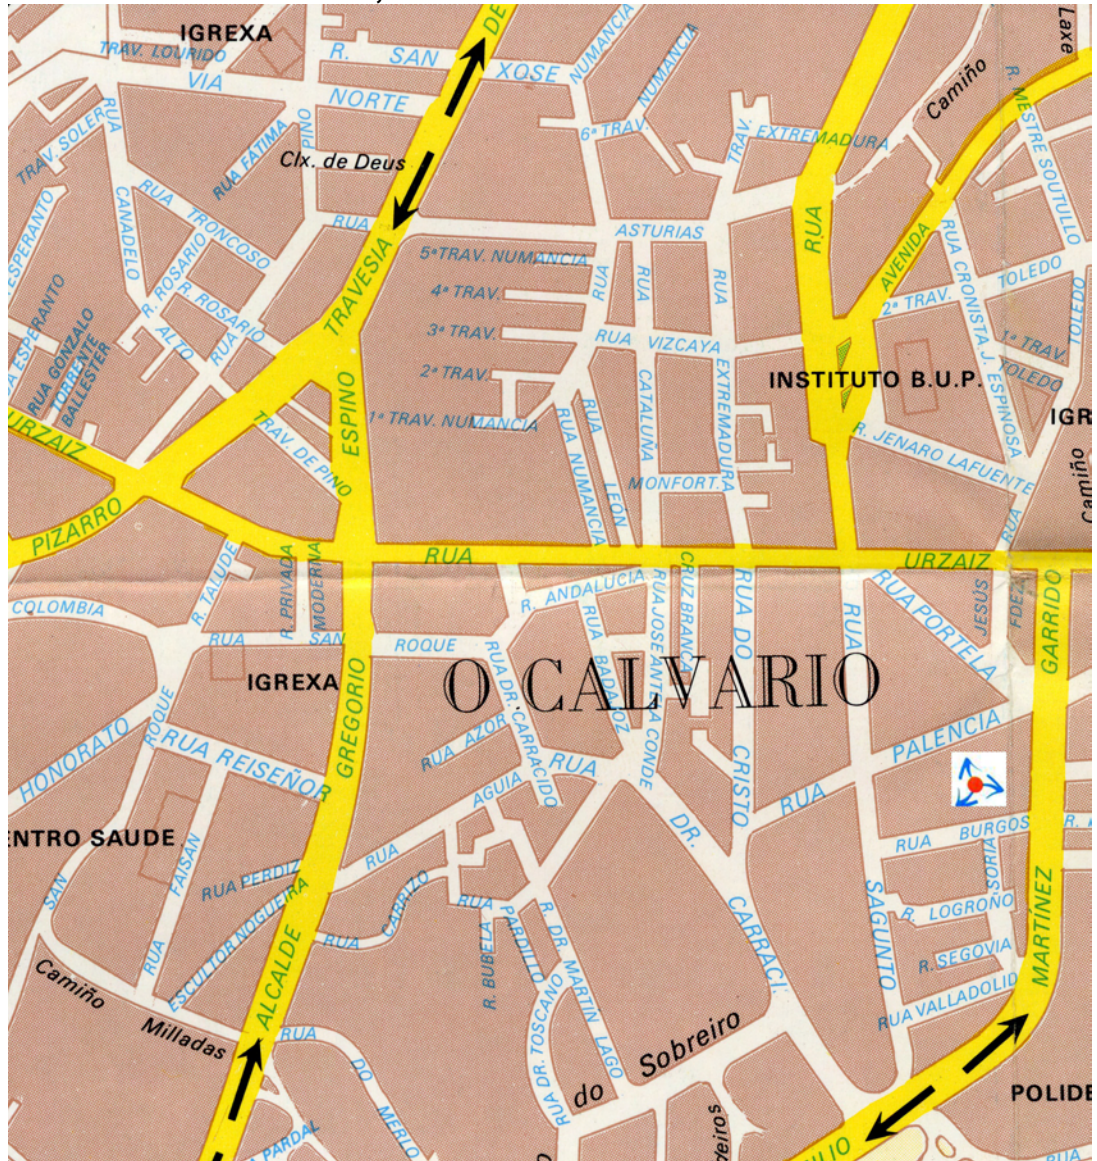 IGREXA
TRAV. LOURIDO
R. SAN XOSE
DE
NUMANCIA
NUMANCIA
Laxe
Camiño
R. MESTRE SOUTULLO
VIA NORTE
RUA
TRAV. SOLER
PINO
RUA FATIMA
Clx. de Deus
6ª TRAV.
TRAV.
EXTREMADURA
RUA CANADELO
RUA TRONCOSO
RUA
ASTURIAS
RUA
AVENIDA
RUA CRONISTA J. ESPINOSA
ESPERANTO
R. ROSARIO
R. ROSARIO
TRAVESIA
5ª TRAV. NUMANCIA
4ª TRAV.
3ª TRAV.
2ª TRAV.
1ª TRAV. NUMANCIA
RUA
RUA
RUA
TOLEDO
2ª TRAV.
TOLEDO
1ª TRAV.
TOLEDO
RUA VIZCAYA
ESPERANTO
RUA GONZALO
TORRENTE
BALLESTER
ALTO
RUA
ESPINO
CATALUÑA
EXTREMADURA
INSTITUTO B.U.P.
IGR
URZAIZ
TRAV. DE PINO
RUA NUMANCIA
RUA
LEÓN
MONFORT.
R. JENARO LAFUENTE
Camiño
PIZARRO
RUA
RUA
URZAIZ
R. TALUDE
R. PRIVADA
MODERNA
CRUZ BRANCA
RUA JOSE ANTELA CONDE
RUA DO
RUA
RUA PORTELA
JESÚS
FDEZ
GARRIDO
COLOMBIA
R. ANDALUCIA
RUA SAN
ROQUE
RUA BADAJOZ
RUA DR. CARRACIDO
IGREXA
O CALVARIO
GREGORIO
HONORATO
ROQUE
RUA REISEÑOR
RUA AZOR
RUA
PALENCIA
AGUIA
CRISTO
RUA
DR.
ENTRO SAUDE
FAISAN
RUA
RUA BURGOS
R.
SORIA
RUA PERDIZ
SAN
ESCULTOR NOGUEIRA
CARRIZO
RUA PARDILLO
CARRACI.
SAGUNTO
R. LOGROÑO
MARTÍNEZ
RUA
RUA
R. BUBELA
R. DR. MARTIN LAGO
R. SEGOVIA
Camiño
Milladas
ALCALDE
RUA DR. TOSCANO
RUA VALLADOLID
RUA
DO
MERLO
do Sobreiro
deiros
POLIDE
PARDAL
RUA